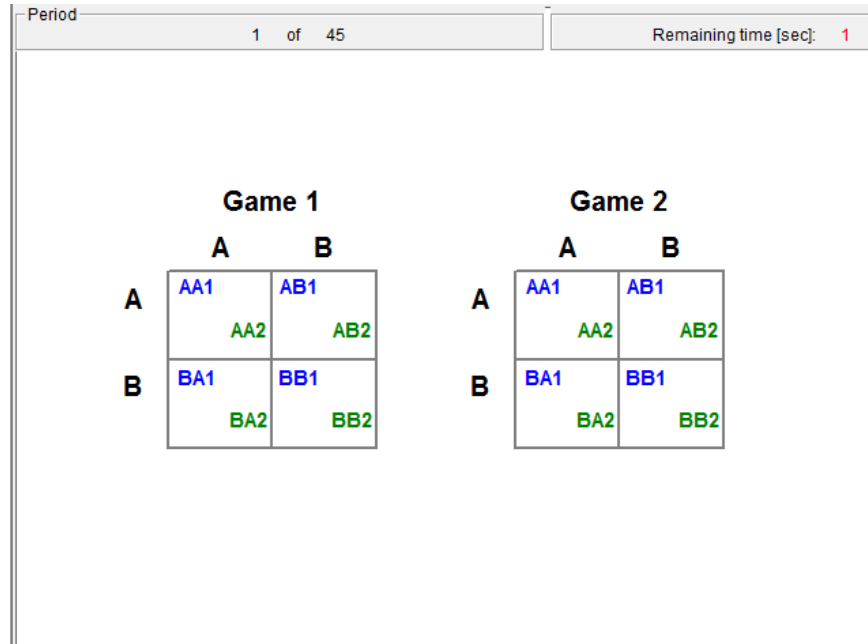 Period
1 of 45
Remaining time [sec]: 1
Game 1
Game 2
A B
A B
A AA1 AB1
AA2 AB2
B BA1 BB1
BA2 BB2
A AA1 AB1
AA2 AB2
B BA1 BB1
BA2 BB2